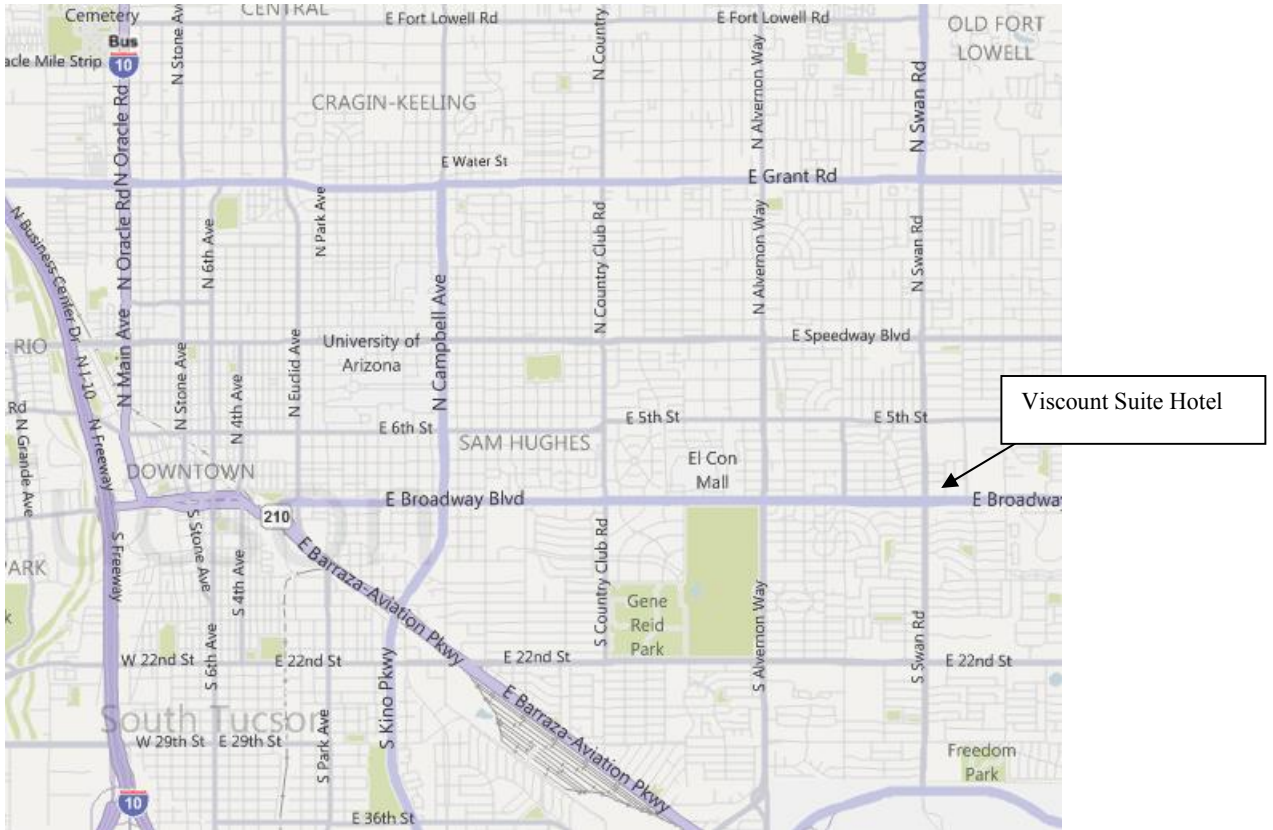 Cemetery
CENTRAL
E Fort Lowell Rd
E Fort Lowell Rd
OLD FORT
LOWELL
Bus
10
acle Mile Strip
N Stone Av
N Country
N Alvernon Way
N Swan Rd
CRAGIN-KEELING
N Oracle Rd
E Water St
E Grant Rd
N Business Center Dr
N Oracle Rd
N 6th Ave
N Park Ave
N Country Club Rd
N Alvernon Way
N Swan Rd
N Campbell Ave
RIO
N I-10
N Main Ave
N Stone Ave
N 4th Ave
N Euclid Ave
University of
Arizona
E Speedway Blvd
Viscount Suite Hotel
Rd
N Grande Ave
N Freeway
E 6th St
SAM HUGHES
E 5th St
E 5th St
El Con
Mall
DOWNTOWN
E Broadway Blvd
E Broadwa
210
S Freeway
S Stone Ave
S 4th Ave
E Barraza-Aviation Pkwy
S Country Club Rd
S Alvernon Way
S Swan Rd
ARK
k
Gene
Reid
Park
W 22nd St
S 6th Ave
E 22nd St
E 22nd St
E 22nd St
S Kino Pkwy
E Barraza-Aviation Pkwy
South Tucson
W 29th St
E 29th St
S Park Ave
Freedom
Park
10
E 36th St